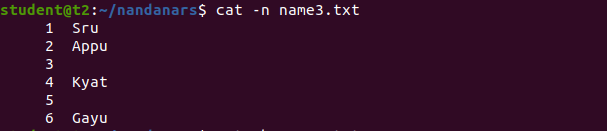 student@t2:~/nandanars$ cat -n name3.txt
1 Sru
2 Appu
3
4 Kyat
5
6 Gayu